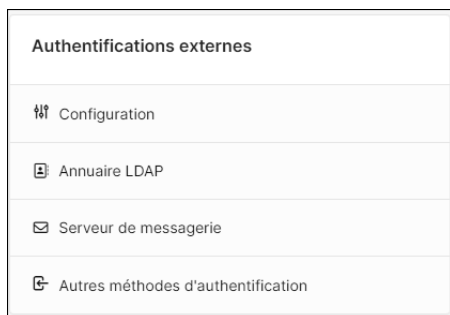 Authentifications externes
Configuration
Annuaire LDAP
Serveur de messagerie
Autres méthodes d'authentification